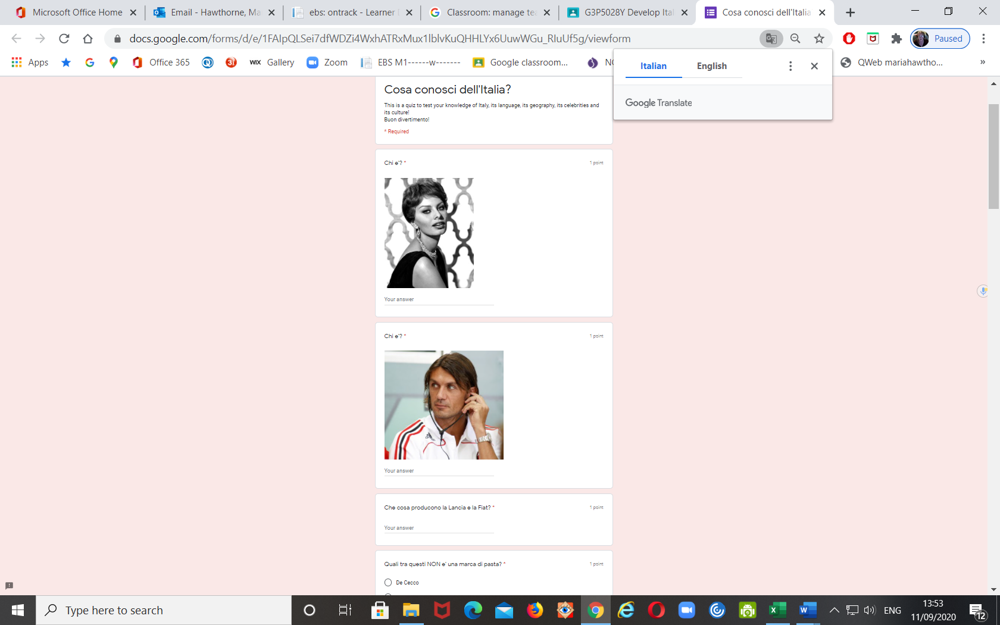 Microsoft Office Home
Email - Hawthorne, Ma
ebs: ontrack - Learner
Classroom: manage tea
G3P5028Y Develop Ital
Cosa conosci dell'Italia
docs.google.com/forms/d/e/
Paused
Apps
Office 365
31
WIX Gallery
Zoom
EBS M1------w-------
Google classroom...
QWeb mariahawtho...
»
Italian
English
Google Translate
Cosa conosci dell'Italia?
This is a quiz to test your knowledge of Italy, its language, its geography, its celebrities and
its culture!
Buon divertimento!
* Required
Chi e'? *
1 point
Your answer
Chi e'? *
1 point
Your answer
Che cosa producono la Lancia e la Fiat? *
1 point
Your answer
Quali tra questi NON e' una marca di pasta? *
1 point
De Cecco
Type here to search
ENG
13:53
11/09/2020
12